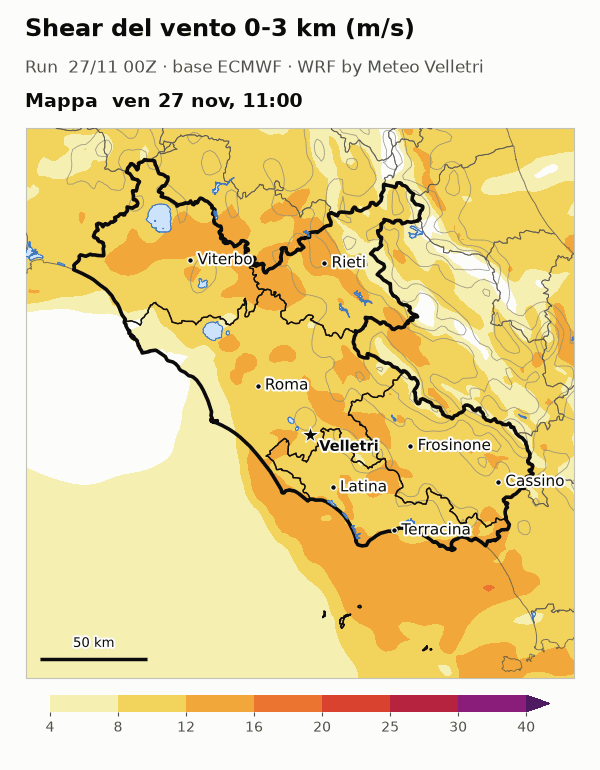 Shear del vento 0-3 km (m/s)
Run 27/11 00Z · base ECMWF · WRF by Meteo Velletri
Mappa ven 27 nov, 11:00
Viterbo
Rieti
Roma
Velletri
Frosinone
Cassino
Latina
Terracina
50 km
4 8 12 16 20 25 30 40